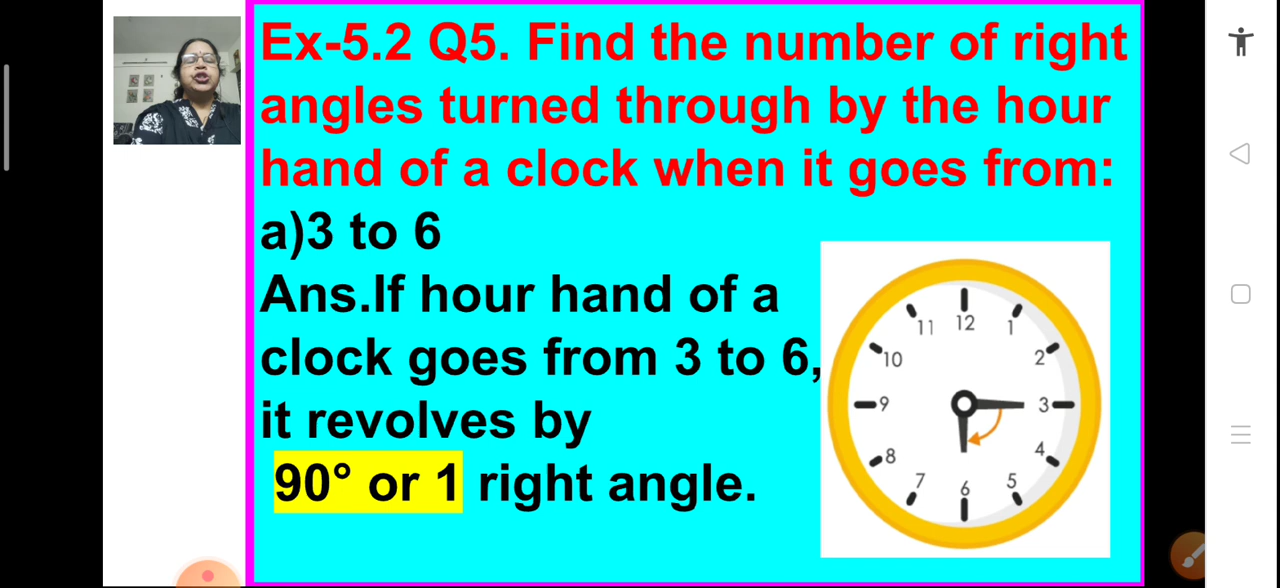 Ex-5.2 Q5. Find the number of right
angles turned through by the hour
hand of a clock when it goes from:
a)3 to 6
Ans.If hour hand of a
clock goes from 3 to 6,
it revolves by
90° or 1 right angle.
12
11
1
10
2
9
3
8
4
7
5
6